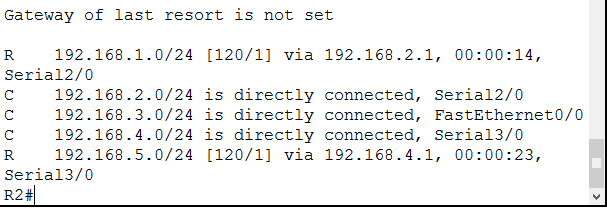 Gateway of last resort is not set
R    192.168.1.0/24 [120/1] via 192.168.2.1, 00:00:14,
Serial2/0
C    192.168.2.0/24 is directly connected, Serial2/0
C    192.168.3.0/24 is directly connected, FastEthernet0/0
C    192.168.4.0/24 is directly connected, Serial3/0
R    192.168.5.0/24 [120/1] via 192.168.4.1, 00:00:23,
Serial3/0
R2#